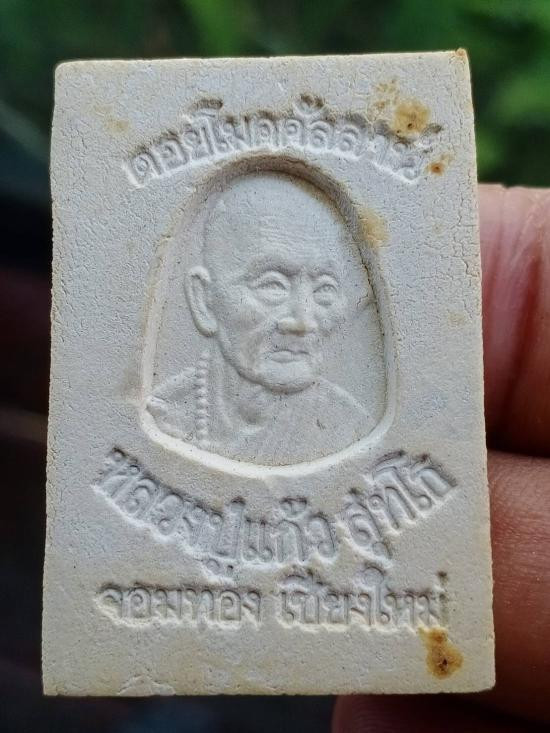 ดอยโมคคัลลาน์
หลวงปู่แก้ว สุทโธ
จอมทอง เชียงใหม่